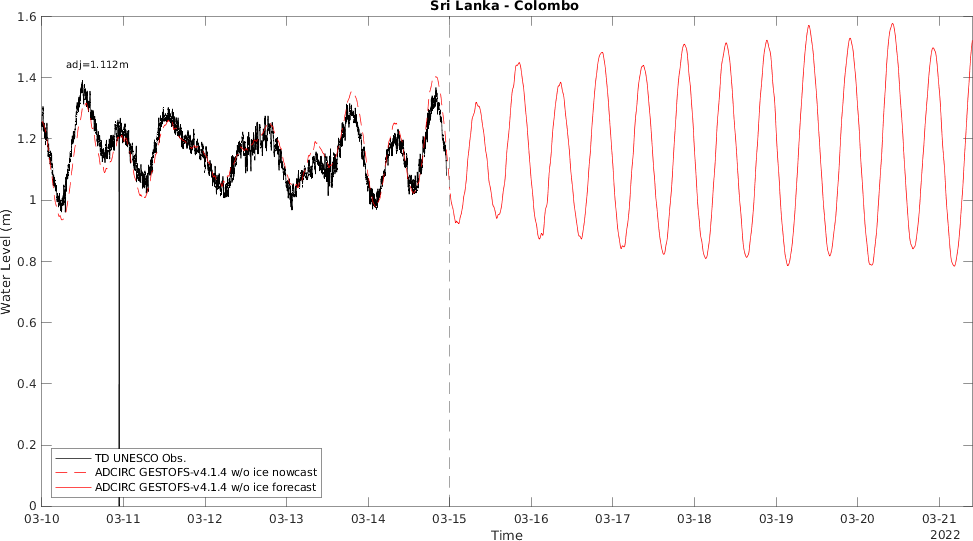 Sri Lanka - Colombo
adj=1.112m
Water Level (m)
1.6
1.4
1.2
1
0.8
0.6
0.4
0.2
0
TD UNESCO Obs.
ADCIRC GESTOFS-v4.1.4 w/o ice nowcast
ADCIRC GESTOFS-v4.1.4 w/o ice forecast
03-10 03-11 03-12 03-13 03-14 03-15 03-16 03-17 03-18 03-19 03-20 03-21
Time
2022